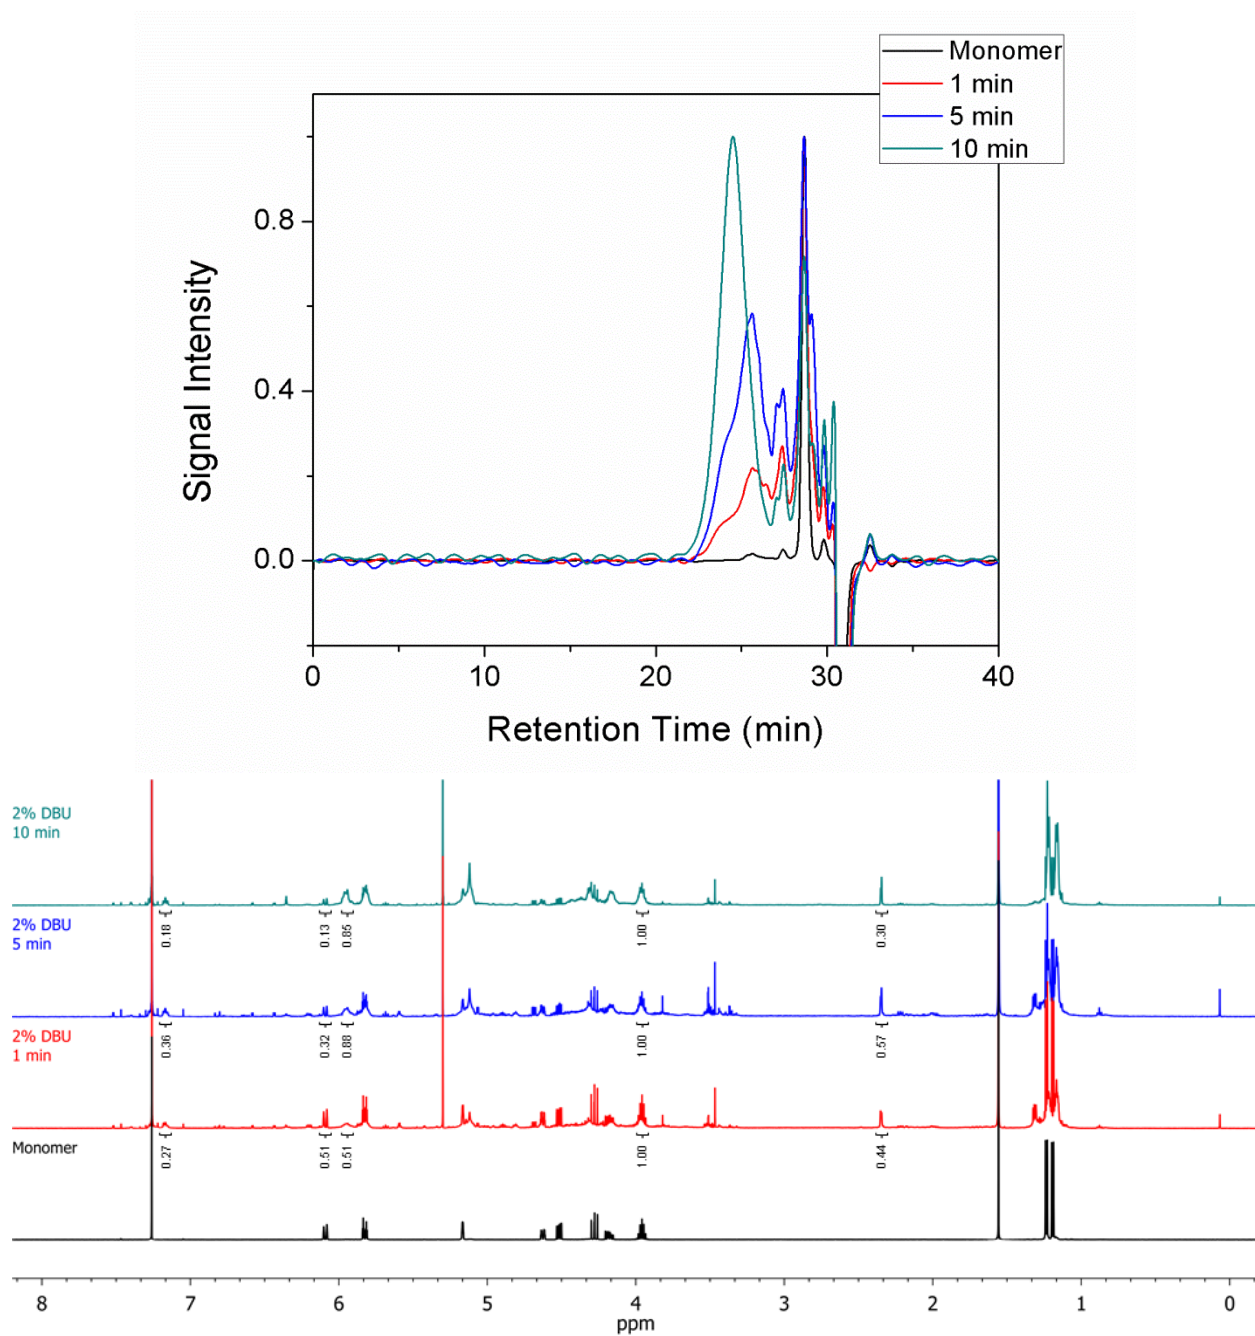 Monomer
1 min
5 min
10 min
0.8
0.4
0.0
Signal Intensity
0 10 20 30 40
Retention Time (min)
2% DBU
10 min
0.18 0.13 0.85 1.00 0.30
2% DBU
5 min
0.36 0.32 0.88 1.00 0.57
2% DBU
1 min
0.27 0.51 0.51 1.00 0.44
Monomer
8 7 6 5 4 3 2 1 0
ppm